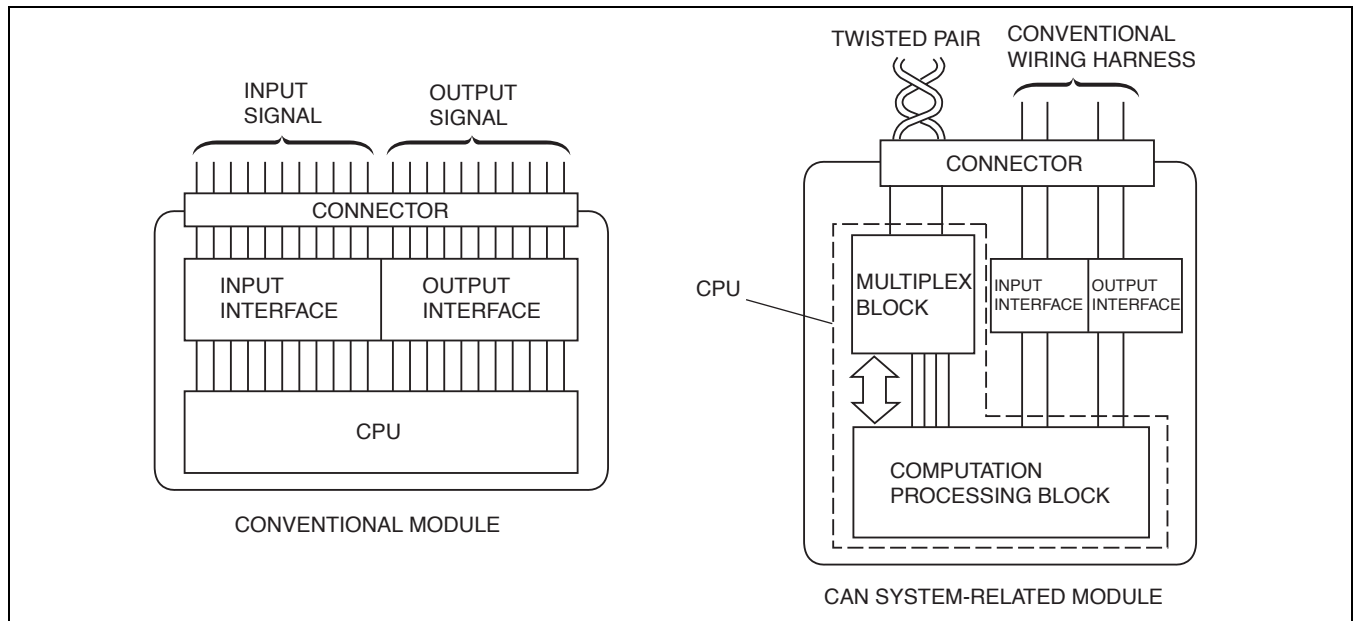 INPUT
SIGNAL
OUTPUT
SIGNAL
CONNECTOR
INPUT
INTERFACE
OUTPUT
INTERFACE
CPU
CONVENTIONAL MODULE
TWISTED PAIR
CONVENTIONAL
WIRING HARNESS
CONNECTOR
CPU
MULTIPLEX
BLOCK
INPUT
INTERFACE
OUTPUT
INTERFACE
COMPUTATION
PROCESSING BLOCK
CAN SYSTEM-RELATED MODULE